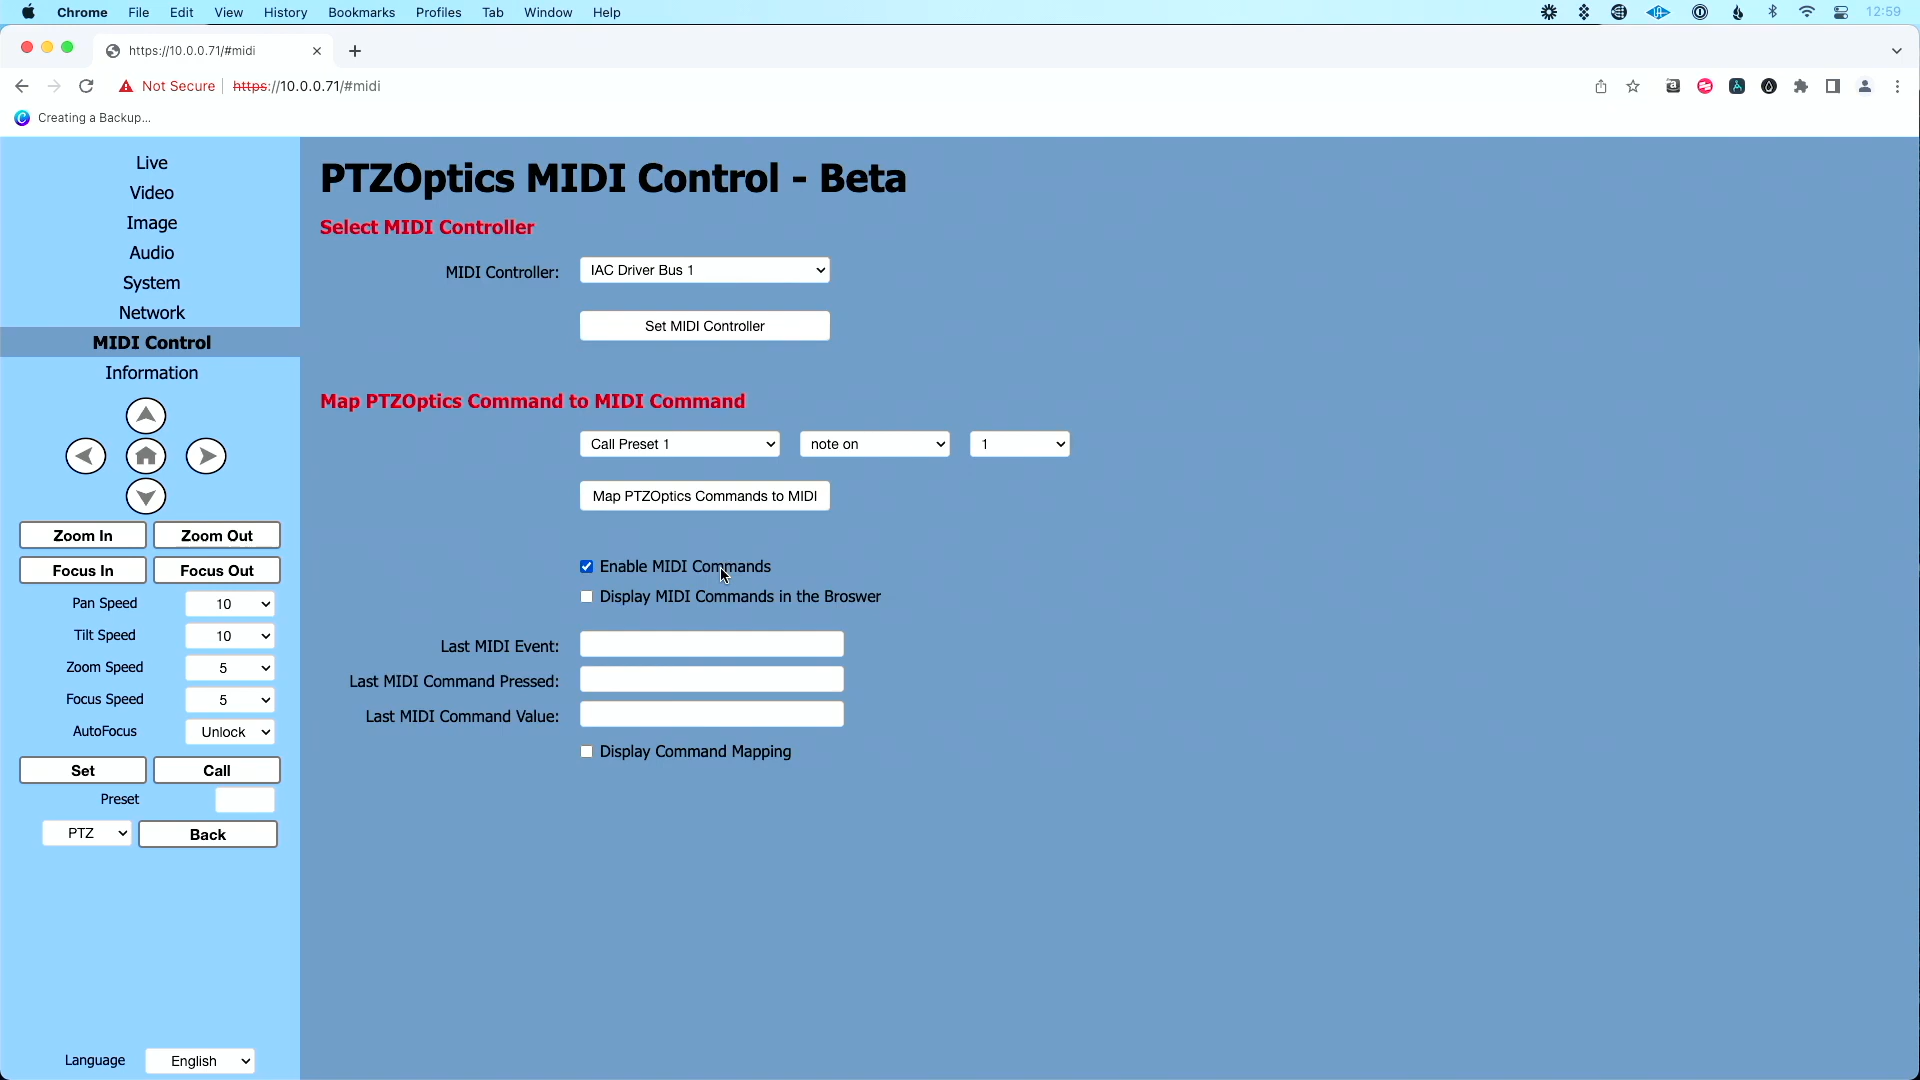 Chrome File Edit View History Bookmarks Profiles Tab Window Help 12:59
https://10.0.0.71/#midi
Not Secure https://10.0.0.71/#midi
Creating a Backup...
Live
Video
Image
Audio
System
Network
MIDI Control
Information
Zoom In Zoom Out
Focus In Focus Out
Pan Speed 10
Tilt Speed 10
Zoom Speed 5
Focus Speed 5
AutoFocus Unlock
Set Call
Preset
PTZ Back
Language English
PTZOptics MIDI Control - Beta
Select MIDI Controller
MIDI Controller: IAC Driver Bus 1
Set MIDI Controller
Map PTZOptics Command to MIDI Command
Call Preset 1 note on 1
Map PTZOptics Commands to MIDI
Enable MIDI Commands
Display MIDI Commands in the Broswer
Last MIDI Event:
Last MIDI Command Pressed:
Last MIDI Command Value:
Display Command Mapping